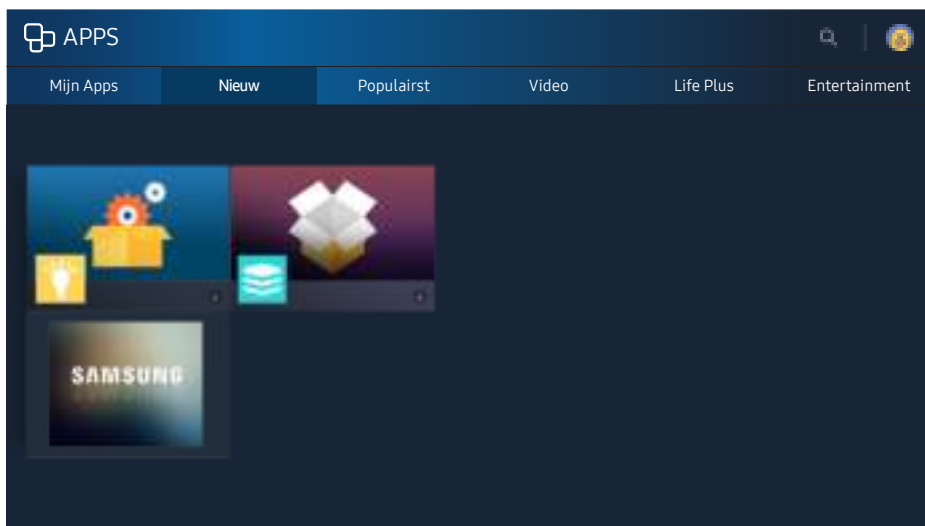 APPS
Mijn Apps Nieuw Populairst Video Life Plus Entertainment
SAMSUNG